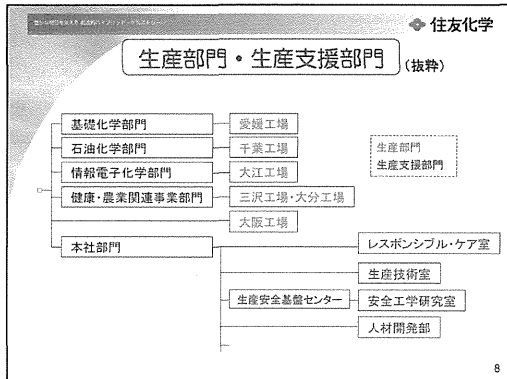 住友化学
生産部門・生産支援部門 (抜粋)
基礎化学部門 愛媛工場
石油化学部門 千葉工場
情報電子化学部門 大江工場
健康・農業関連事業部門 三沢工場・大分工場
大阪工場
本社部門
生産部門
生産支援部門
レスポンシブル・ケア室
生産技術室
生産安全基盤センター 安全工学研究室
人材開発部
8